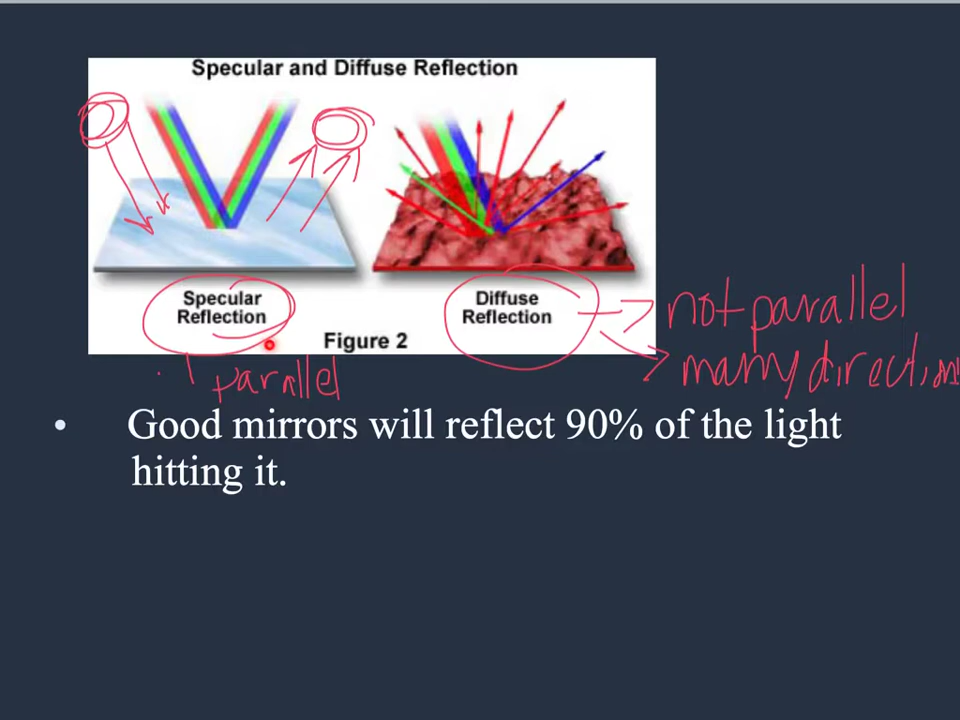 Specular and Diffuse Reflection
Specular
Reflection
Diffuse
Reflection
Figure 2
not parallel
many directions
parallel
• Good mirrors will reflect 90% of the light
hitting it.